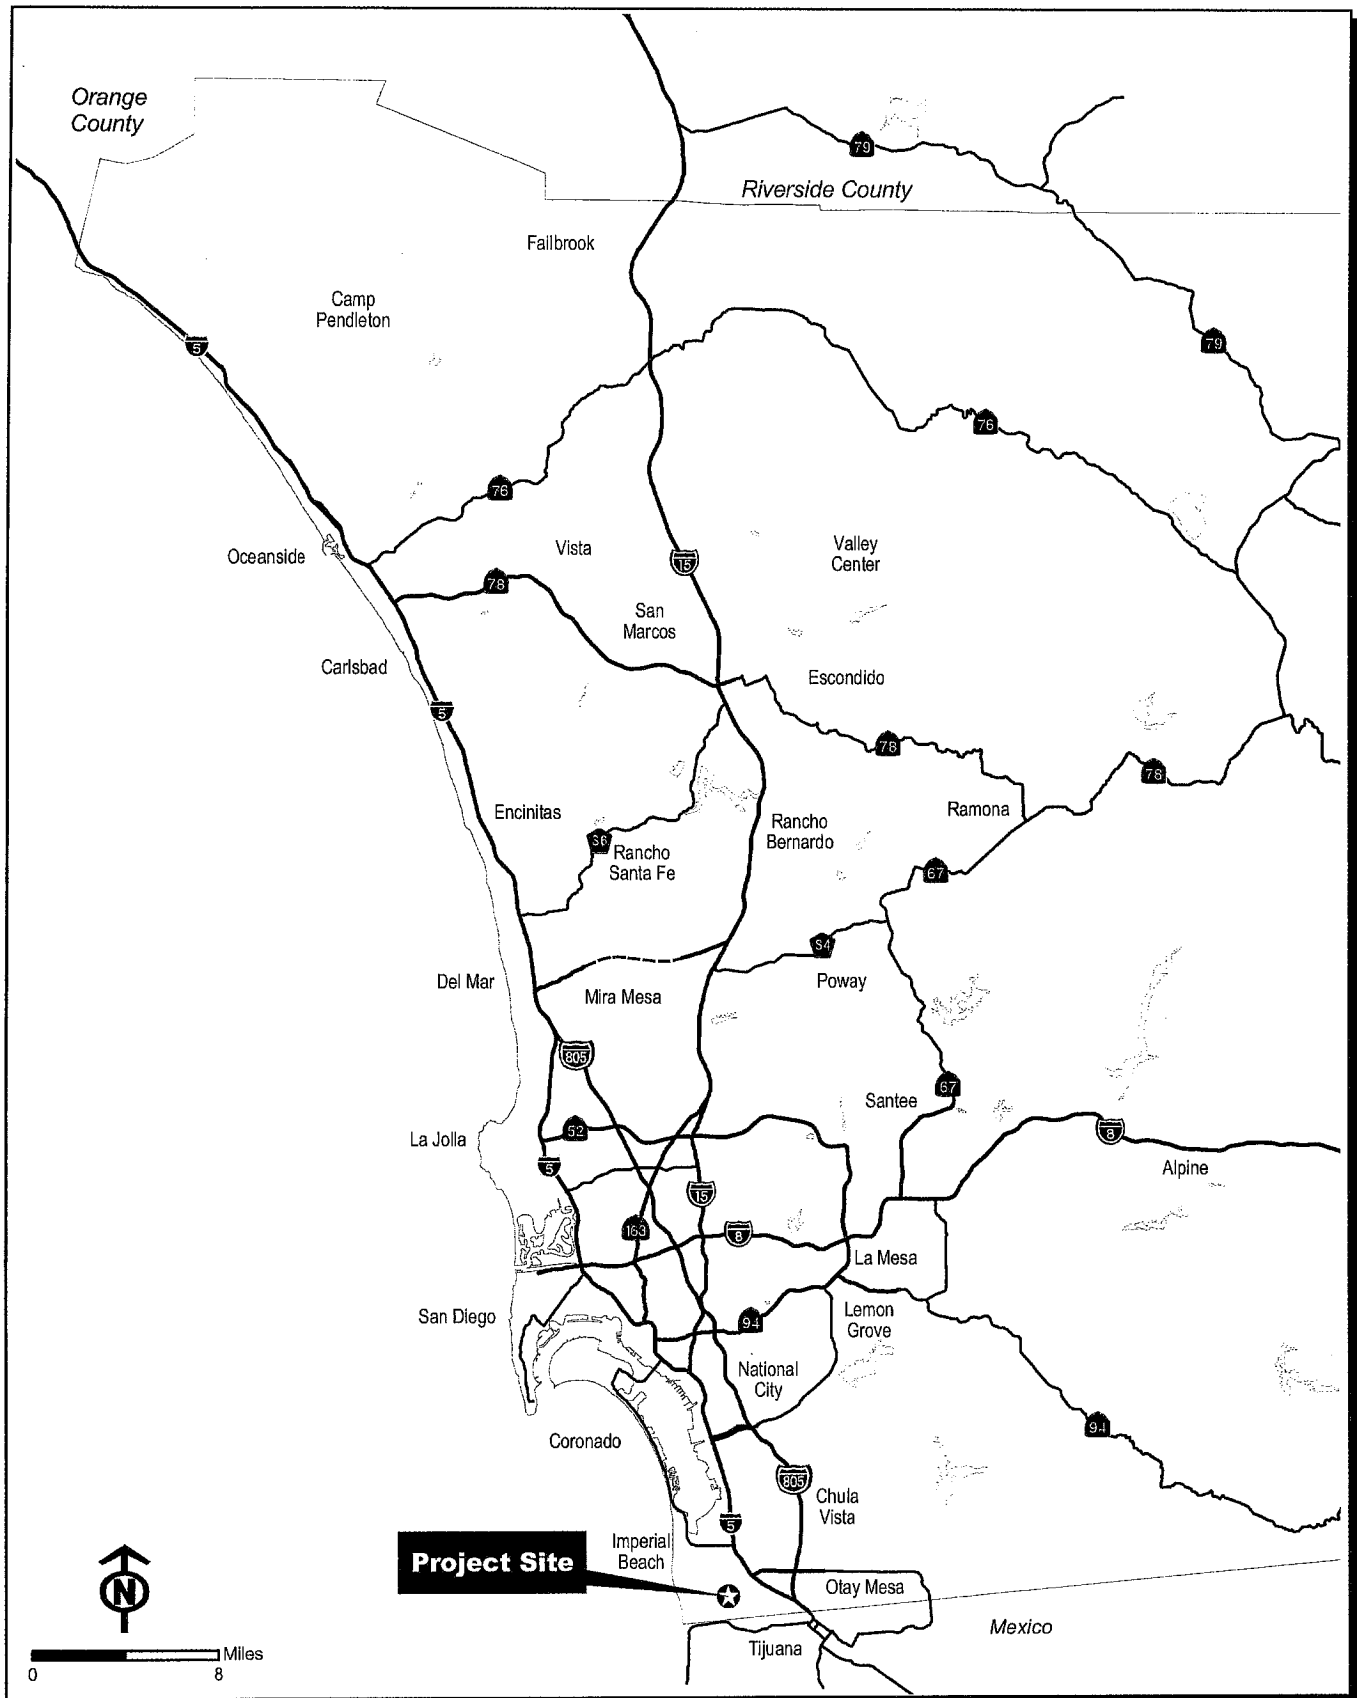 Orange
County
79
Riverside County
Fallbrook
Camp
Pendleton
5
79
76
76
Oceanside
Vista
15
Valley
Center
78
San
Marcos
Carlsbad
Escondido
5
78
78
Encinitas
Ramona
Rancho
Bernardo
S6
Rancho
Santa Fe
67
S4
Del Mar
Poway
Mira Mesa
805
67
Santee
52
8
La Jolla
5
Alpine
15
163
8
La Mesa
San Diego
94
Lemon
Grove
National
City
94
Coronado
805
Chula
Vista
5
Imperial
Beach
Project Site
Otay Mesa
N
Mexico
Tijuana
Miles
0 8